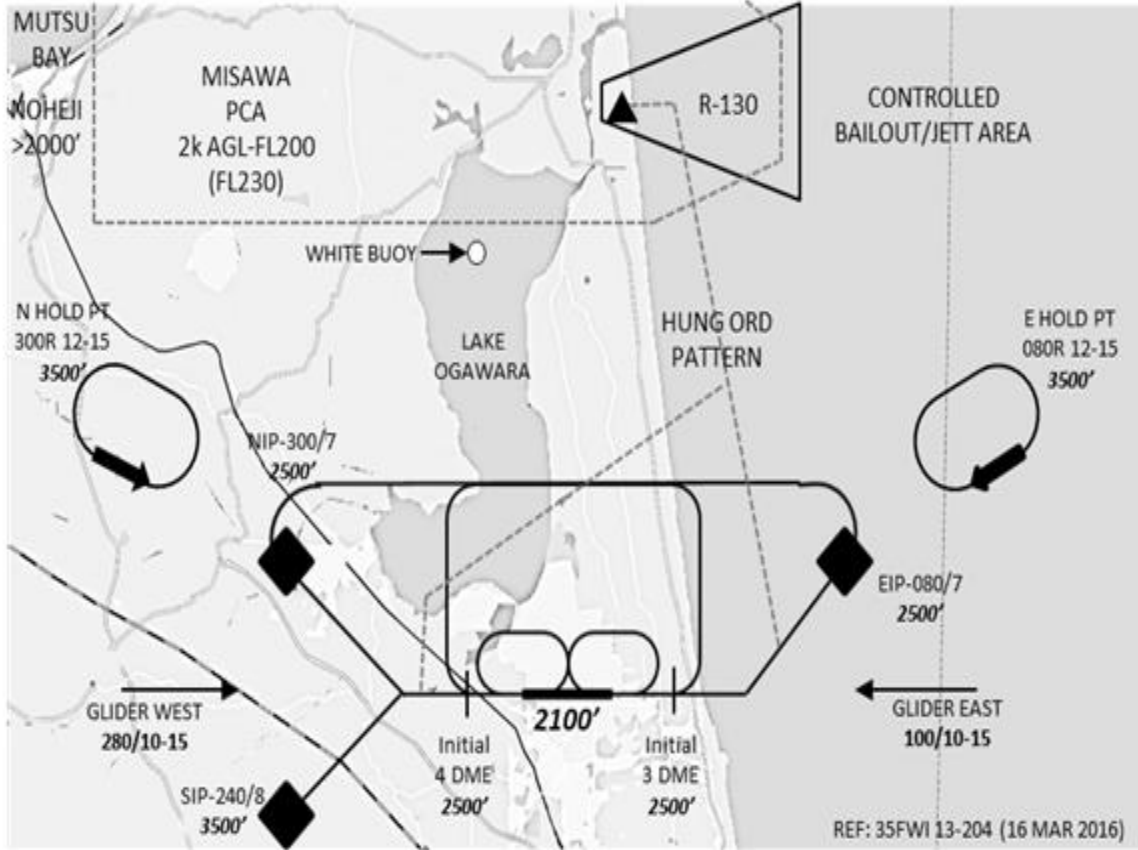 MUTSU
BAY
NOHEJI
>2000'
MISAWA
PCA
2k AGL-FL200
(FL230)
R-130
CONTROLLED
BAILOUT/JETT AREA
WHITE BUOY
N HOLD PT
300R 12-15
3500'
LAKE
OGAWARA
HUNG ORD
PATTERN
E HOLD PT
080R 12-15
3500'
NIP-300/7
2500'
EIP-080/7
2500'
GLIDER WEST
280/10-15
2100'
GLIDER EAST
100/10-15
Initial
4 DME
2500'
Initial
3 DME
2500'
SIP-240/8
3500'
REF: 35FWI 13-204 (16 MAR 2016)